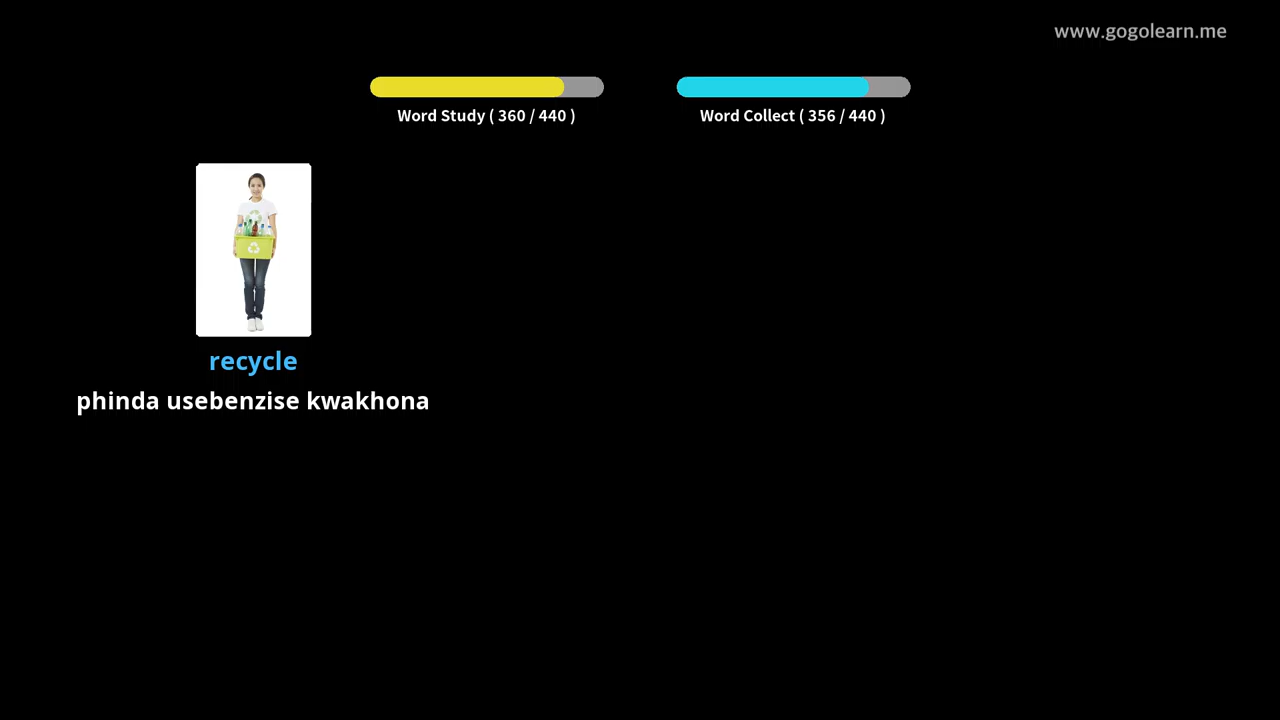 www.gogolearn.me
Word Study ( 360 / 440 )
Word Collect ( 356 / 440 )
recycle
phinda usebenzise kwakhona